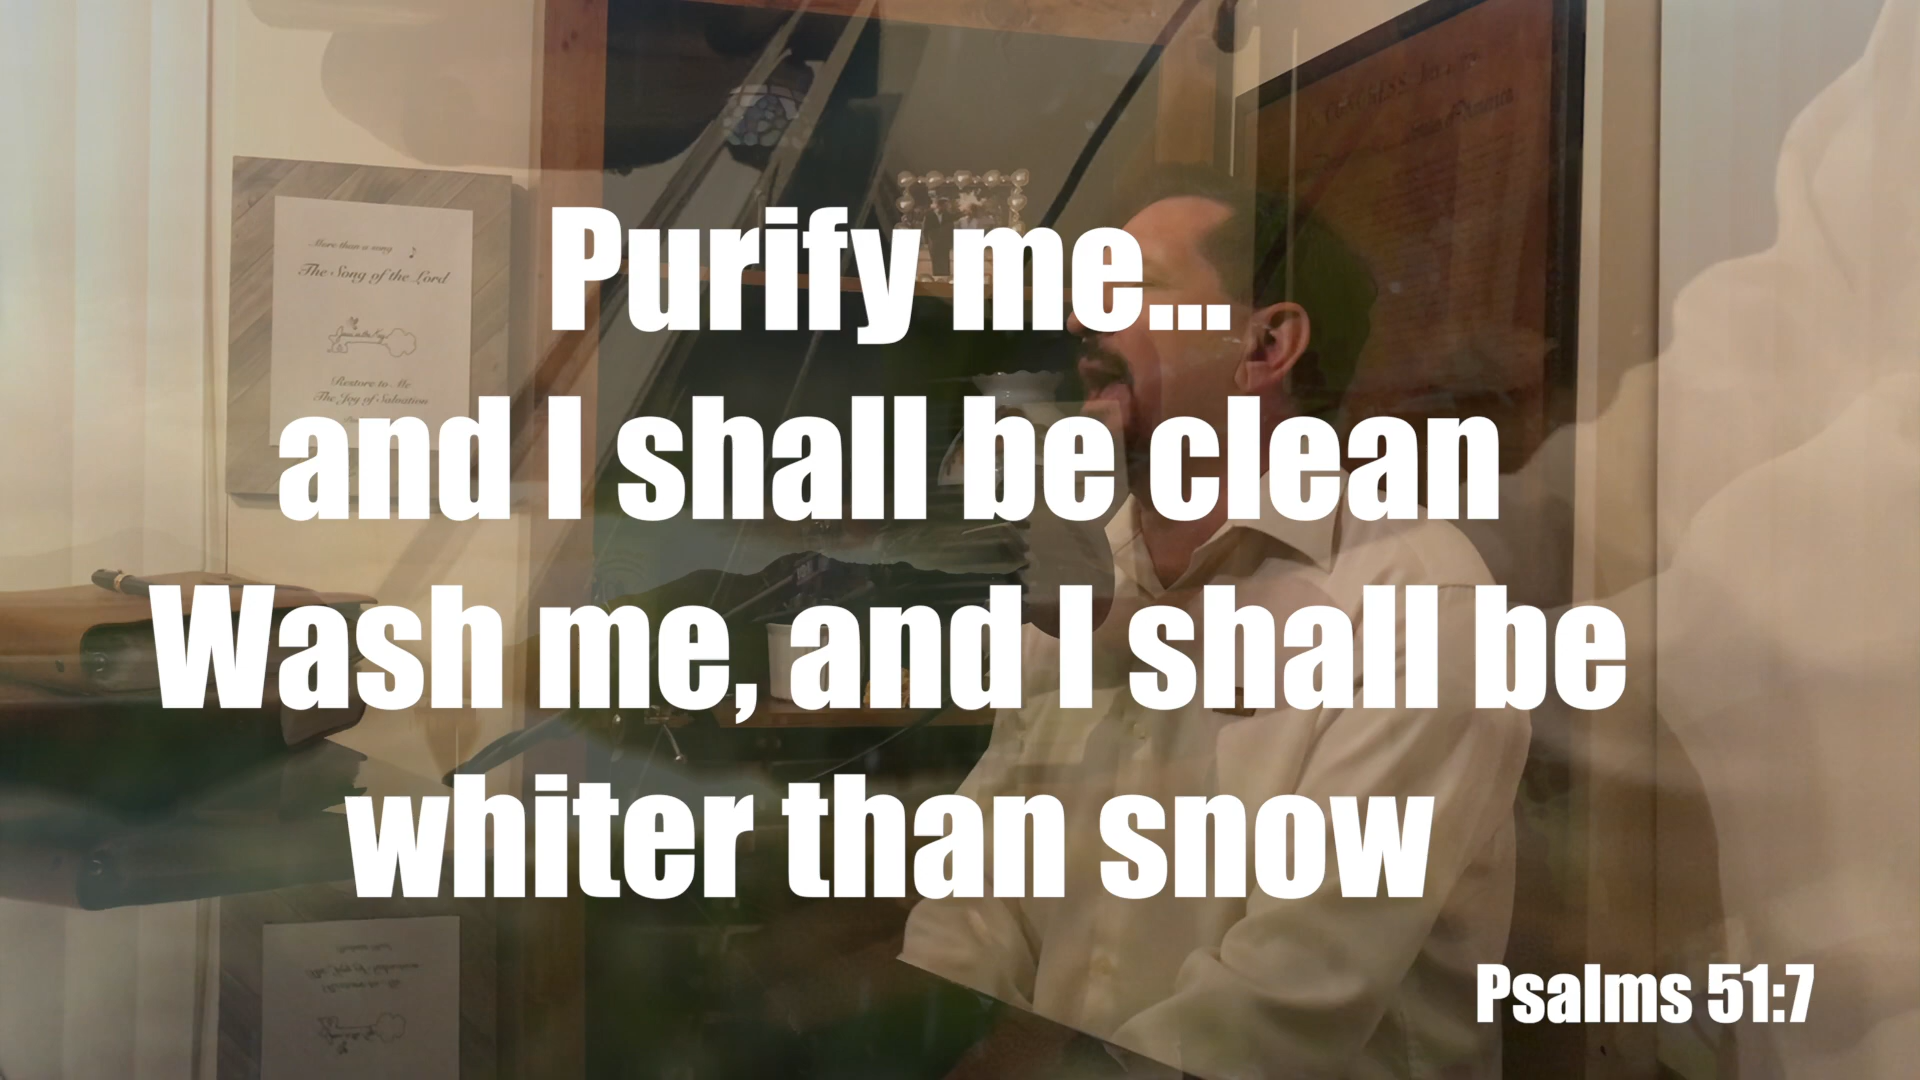 Purify me...
and I shall be clean
Wash me, and I shall be
whiter than snow
Psalms 51:7
More than a song
The Song of the Lord
Restore to Me
The Joy of Salvation